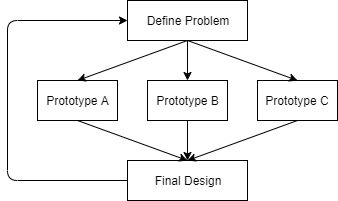 Define Problem
Prototype A
Prototype B
Prototype C
Final Design